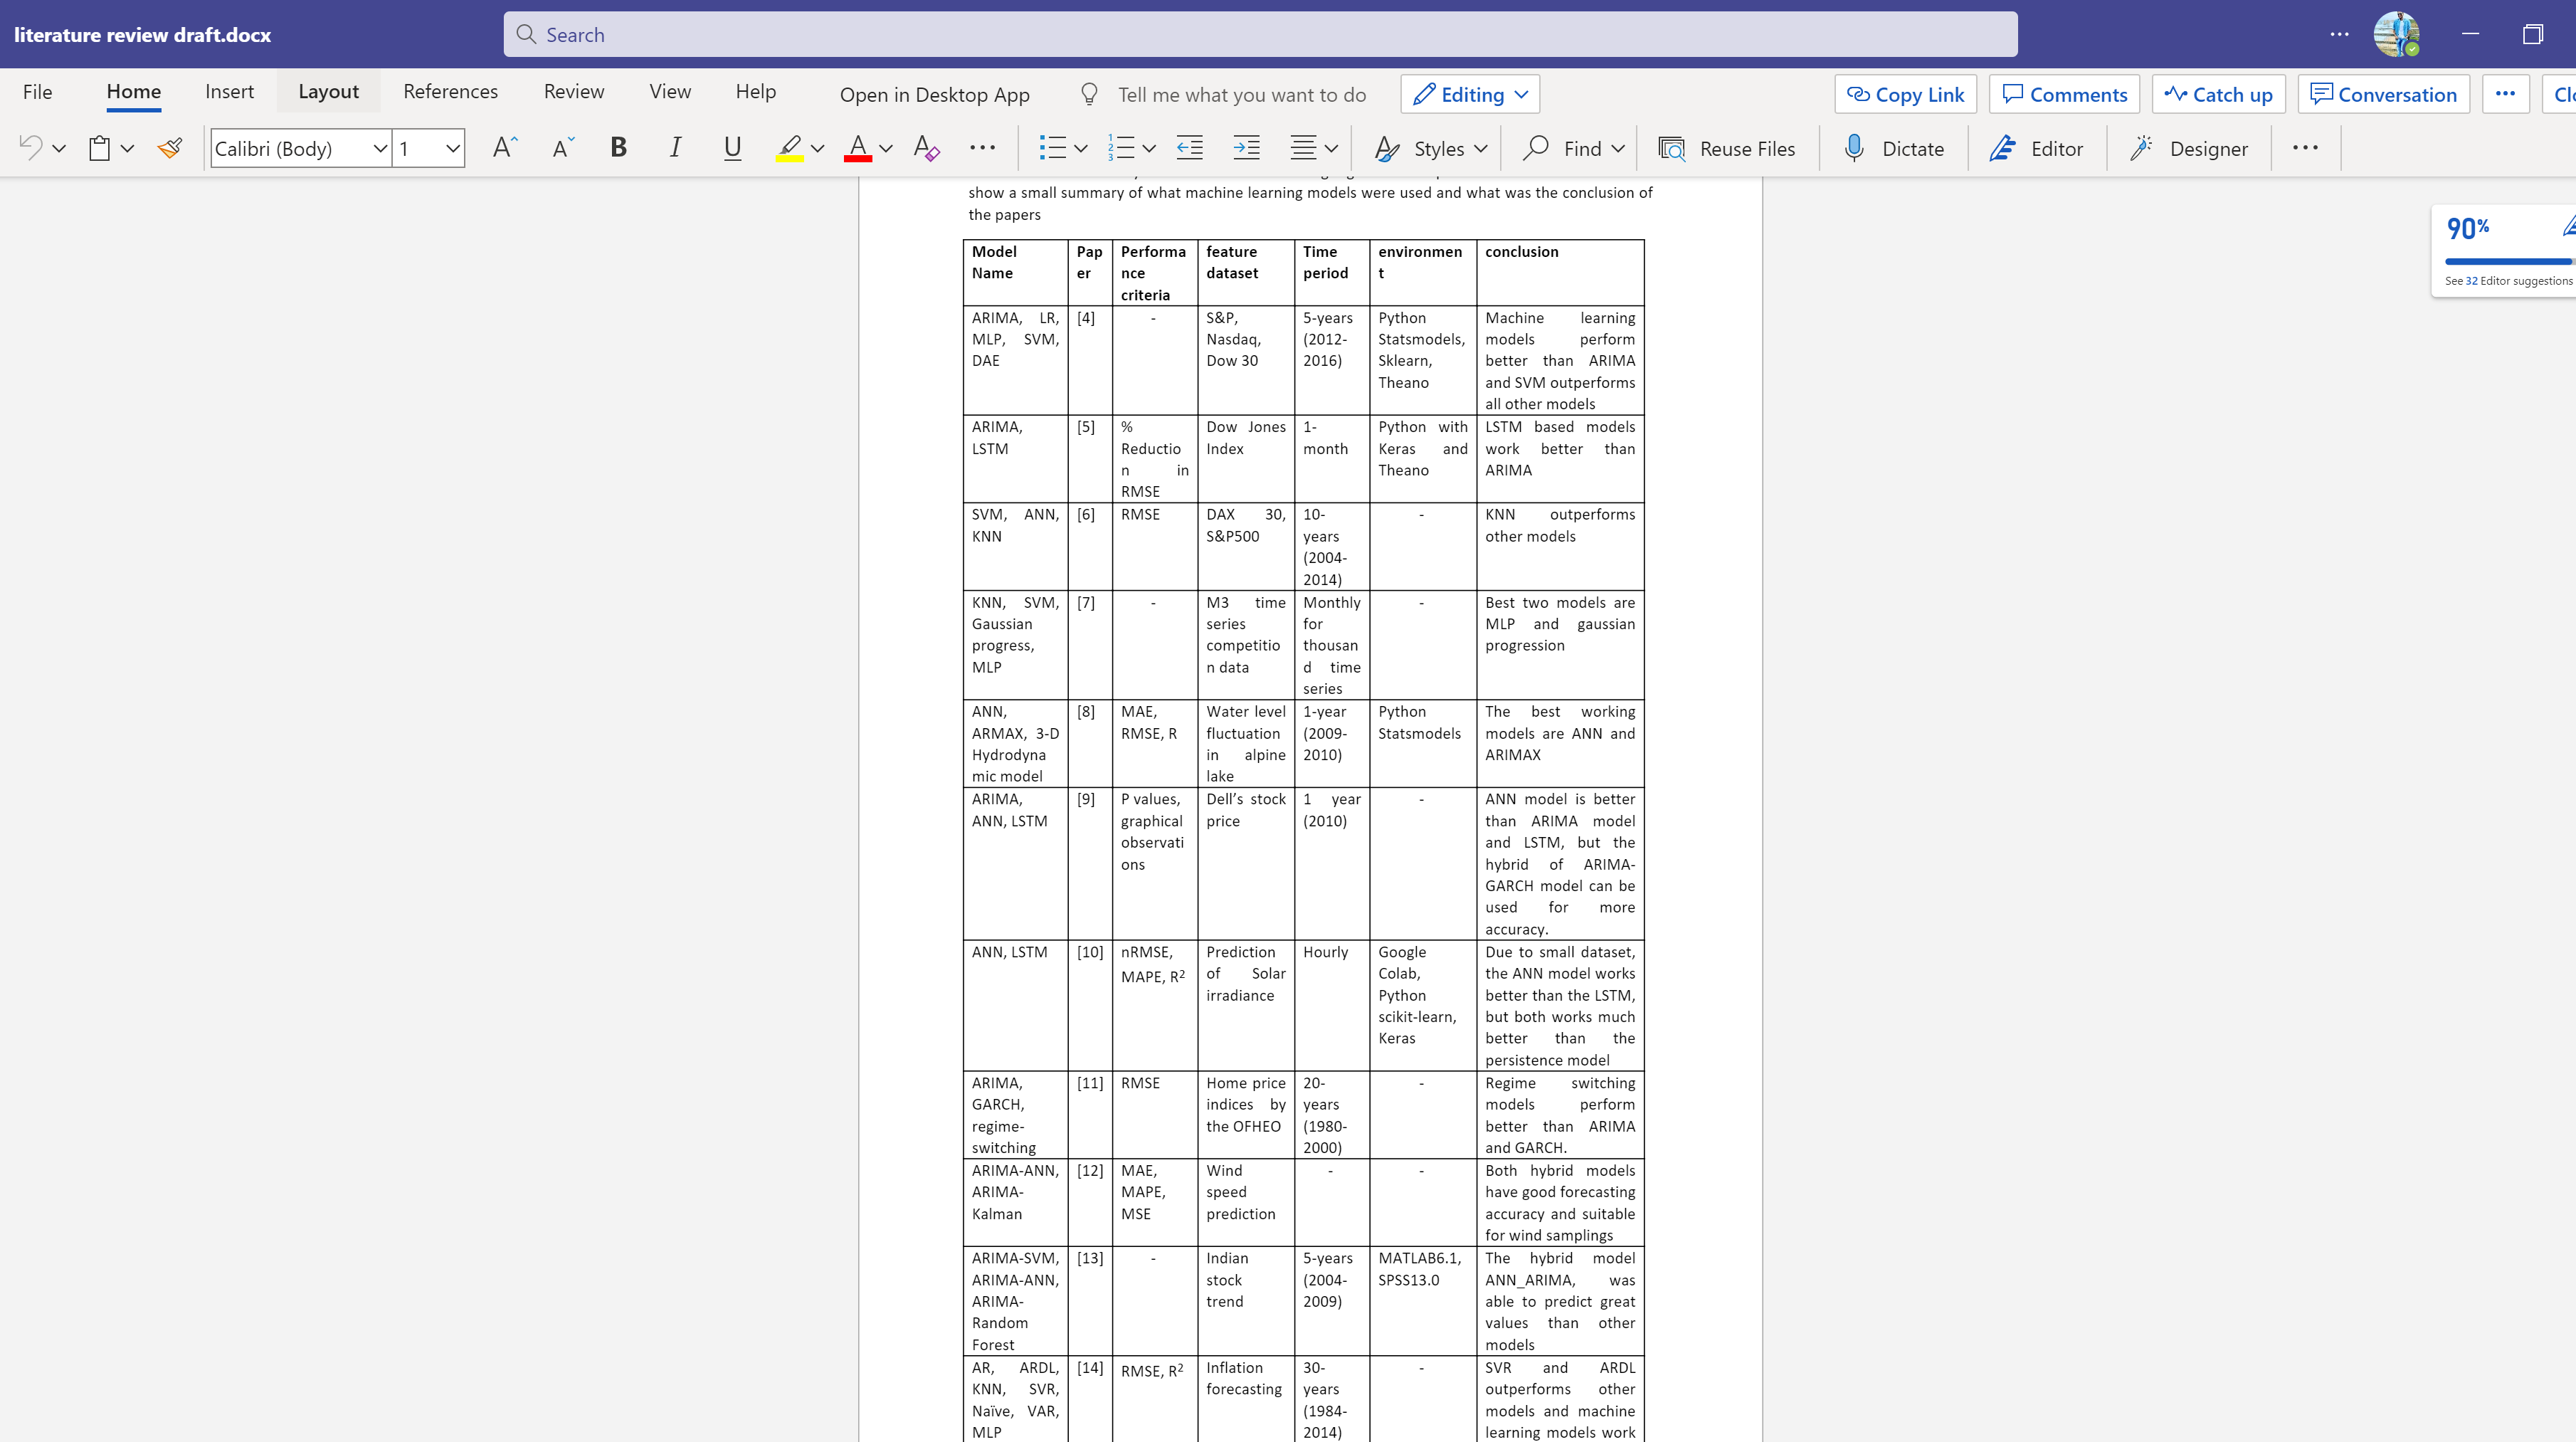 literature review draft.docx
Search
File Home Insert Layout References Review View Help Open in Desktop App Tell me what you want to do Editing Copy Link Comments Catch up Conversation
Calibri (Body) 1 Styles Find Reuse Files Dictate Editor Designer
show a small summary of what machine learning models were used and what was the conclusion of
the papers
90%
See 32 Editor suggestions
Model
Name
Pap
er
Performa
nce
criteria
feature
dataset
Time
period
environmen
t
conclusion
ARIMA, LR,
MLP, SVM,
DAE
[4]
-
S&P,
Nasdaq,
Dow 30
5-years
(2012-
2016)
Python
Statsmodels,
Sklearn,
Theano
Machine learning
models perform
better than ARIMA
and SVM outperforms
all other models
ARIMA,
LSTM
[5]
%
Reductio
n in
RMSE
Dow Jones
Index
1-
month
Python with
Keras and
Theano
LSTM based models
work better than
ARIMA
SVM, ANN,
KNN
[6]
RMSE
DAX 30,
S&P500
10-
years
(2004-
2014)
-
KNN outperforms
other models
KNN, SVM,
Gaussian
progress,
MLP
[7]
-
M3 time
series
competitio
n data
Monthly
for
thousan
d time
series
-
Best two models are
MLP and gaussian
progression
ANN,
ARMAX, 3-D
Hydrodyna
mic model
[8]
MAE,
RMSE, R
Water level
fluctuation
in alpine
lake
1-year
(2009-
2010)
Python
Statsmodels
The best working
models are ANN and
ARIMAX
ARIMA,
ANN, LSTM
[9]
P values,
graphical
observati
ons
Dell’s stock
price
1 year
(2010)
-
ANN model is better
than ARIMA model
and LSTM, but the
hybrid of ARIMA-
GARCH model can be
used for more
accuracy.
ANN, LSTM
[10]
nRMSE,
MAPE, R²
Prediction
of Solar
irradiance
Hourly
Google
Colab,
Python
scikit-learn,
Keras
Due to small dataset,
the ANN model works
better than the LSTM,
but both works much
better than the
persistence model
ARIMA,
GARCH,
regime-
switching
[11]
RMSE
Home price
indices by
the OFHEO
20-
years
(1980-
2000)
-
Regime switching
models perform
better than ARIMA
and GARCH.
ARIMA-ANN,
ARIMA-
Kalman
[12]
MAE,
MAPE,
MSE
Wind
speed
prediction
-
-
Both hybrid models
have good forecasting
accuracy and suitable
for wind samplings
ARIMA-SVM,
ARIMA-ANN,
ARIMA-
Random
Forest
[13]
-
Indian
stock
trend
5-years
(2004-
2009)
MATLAB6.1,
SPSS13.0
The hybrid model
ANN_ARIMA, was
able to predict great
values than other
models
AR, ARDL,
KNN, SVR,
Naïve, VAR,
MLP
[14]
RMSE, R²
Inflation
forecasting
30-
years
(1984-
2014)
-
SVR and ARDL
outperforms other
models and machine
learning models work